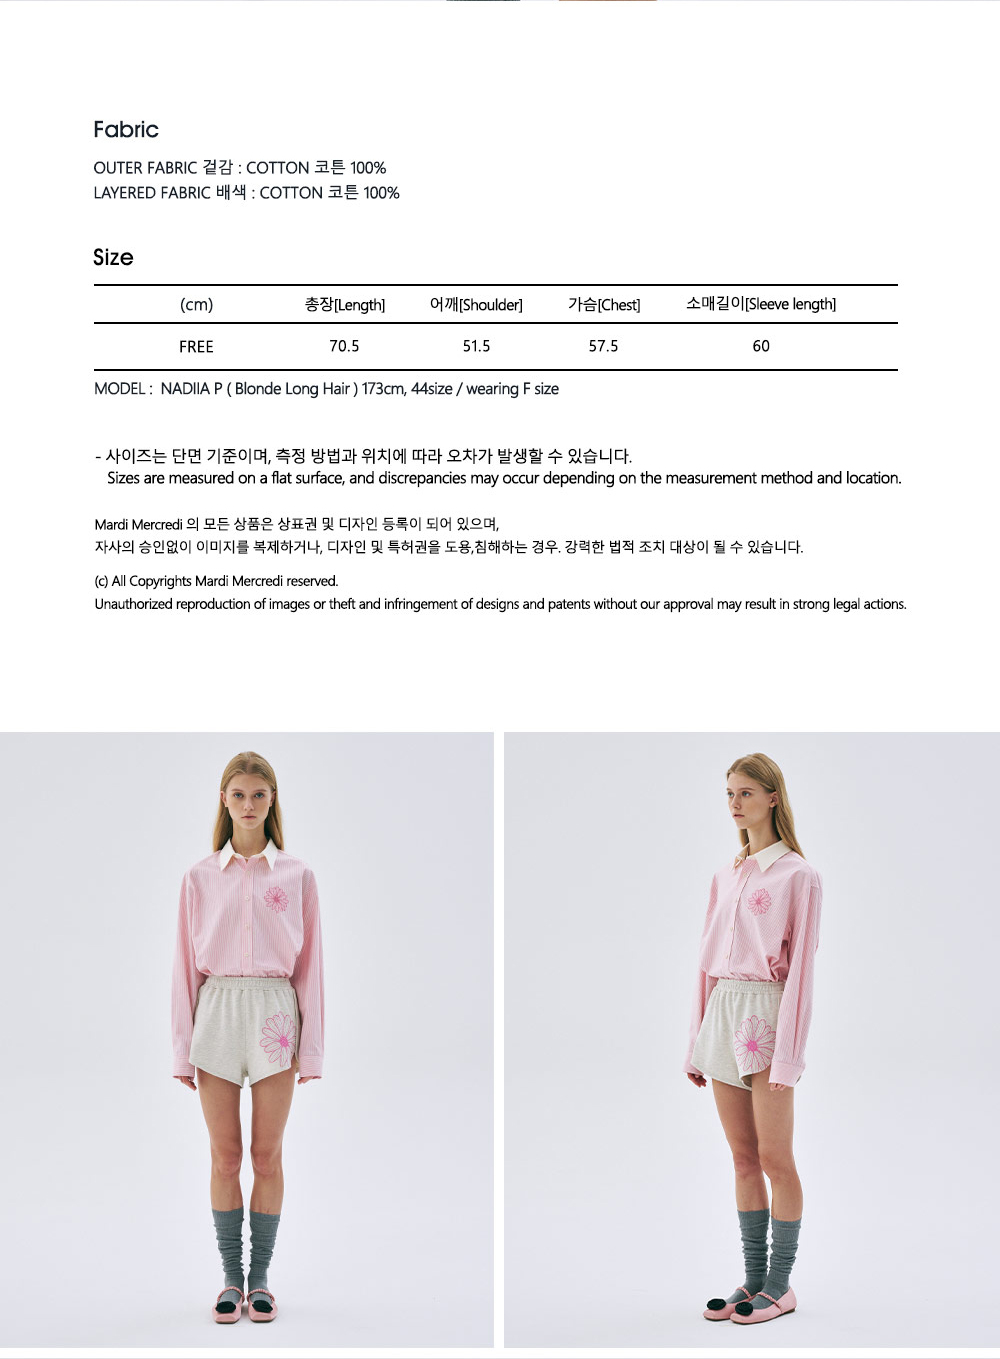 Fabric
OUTER FABRIC 겉감 : COTTON 코튼 100%
LAYERED FABRIC 배색 : COTTON 코튼 100%
Size
(cm) 총장[Length] 어깨[Shoulder] 가슴[Chest] 소매길이[Sleeve length]
FREE 70.5 51.5 57.5 60
MODEL : NADIIA P ( Blonde Long Hair ) 173cm, 44size / wearing F size
- 사이즈는 단면 기준이며, 측정 방법과 위치에 따라 오차가 발생할 수 있습니다.
Sizes are measured on a flat surface, and discrepancies may occur depending on the measurement method and location.
Mardi Mercredi 의 모든 상품은 상표권 및 디자인 등록이 되어 있으며,
자사의 승인없이 이미지를 복제하거나, 디자인 및 특허권을 도용,침해하는 경우. 강력한 법적 조치 대상이 될 수 있습니다.
(c) All Copyrights Mardi Mercredi reserved.
Unauthorized reproduction of images or theft and infringement of designs and patents without our approval may result in strong legal actions.